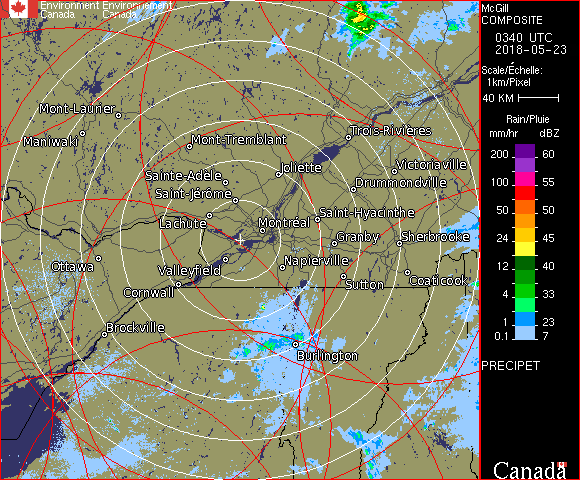 Environment Environnement
Canada Canada
McGill
COMPOSITE
0340 UTC
2018-05-23
Scale/Échelle:
1km/Pixel
40 KM
Rain/Pluie
mm/hr dBZ
200 60
70
100 55
50 50
24 45
12 40
4 33
1 23
0.1 7
PRECIPET
Canada
Mont-Laurier
Maniwaki
Mont-Tremblant
Trois-Rivières
Sainte-Adèle
Joliette
Victoriaville
Saint-Jérôme
Drummondville
Lachute
Montréal
Saint-Hyacinthe
Granby
Sherbrooke
Ottawa
Valleyfield
Napierville
Cornwall
Sutton
Coaticook
Brockville
Burlington